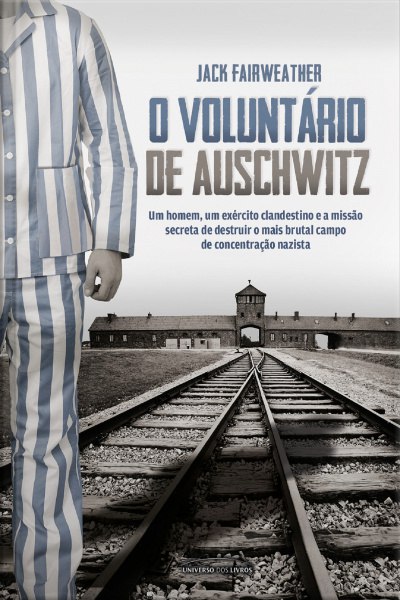 JACK FAIRWEATHER
O VOLUNTÁRIO
DE AUSCHWITZ
Um homem, um exército clandestino e a missão
secreta de destruir o mais brutal campo
de concentração nazista
UNIVERSO DOS LIVROS